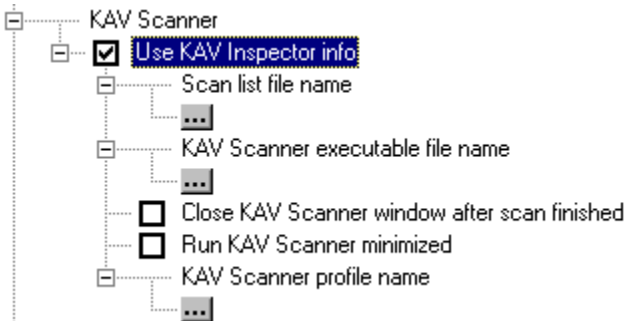 KAV Scanner
Use KAV Inspector info
Scan list file name
...
KAV Scanner executable file name
...
Close KAV Scanner window after scan finished
Run KAV Scanner minimized
KAV Scanner profile name
...